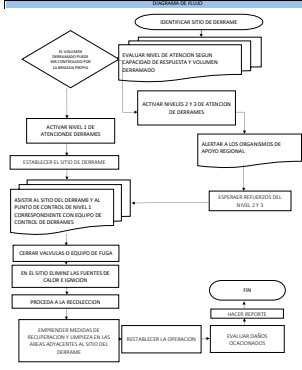 DIAGRAMA DE FLUJO
IDENTIFICAR SITIO DE DERRAME
EL VOLUMEN
DERRAMADO PUEDE
SER CONTROLADO POR
LA BRIGADA PROPIA
EVALUAR NIVEL DE ATENCION SEGUN
CAPACIDAD DE RESPUESTA Y VOLUMEN
DERRAMADO
ACTIVAR NIVELES 2 Y 3 DE ATENCION
DE DERRAMES
ACTIVAR NIVEL 1 DE
ATENCIONDE DERRAMES
ALERTAR A LOS ORGANISMOS DE
APOYO REGIONAL
ESTABLECER EL SITIO DE DERRAME
ASISTIR AL SITIO DEL DERRAME Y AL
PUNTO DE CONTROL DE NIVEL 1
CORRESPONDIENTE CON EQUIPO DE
CONTROL DE DERRAMES
ESPERAER REFUERZOS DEL
NIVEL 2 Y 3
CERRAR VALVULAS O EQUIPO DE FUGA
EN EL SITIO ELIMINE LAS FUENTES DE
CALOR E IGNICION
PROCEDA A LA RECOLECCION
FIN
HACER REPORTE
EMPRENDER MEDIDAS DE
RECUPERACION Y LIMPIEZA EN LAS
AREAS ADYACENTES AL SITIO DEL
DERRAME
RESTABLECER LA OPERACION
EVALUAR DAÑOS
OCACIONADOS